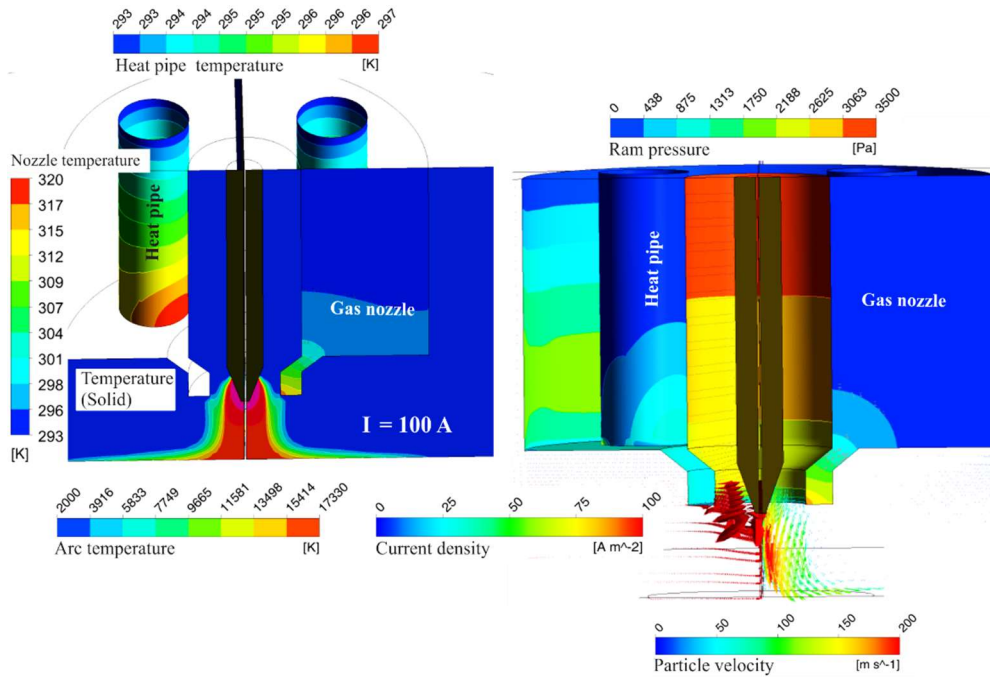 293 293 294 294 295 295 295 296 296 296 297
Heat pipe temperature [K]
0 438 875 1313 1750 2188 2625 3063 3500
Ram pressure [Pa]
Nozzle temperature
320
317
315
312
309
307
304
301
298
296
293
[K]
Heat pipe
Gas nozzle
Temperature
(Solid)
I = 100 A
Heat pipe
Gas nozzle
2000 3916 5833 7749 9665 11581 13498 15414 17330
Arc temperature [K]
0 25 50 75 100
Current density [A m^-2]
0 50 100 150 200
Particle velocity [m s^-1]